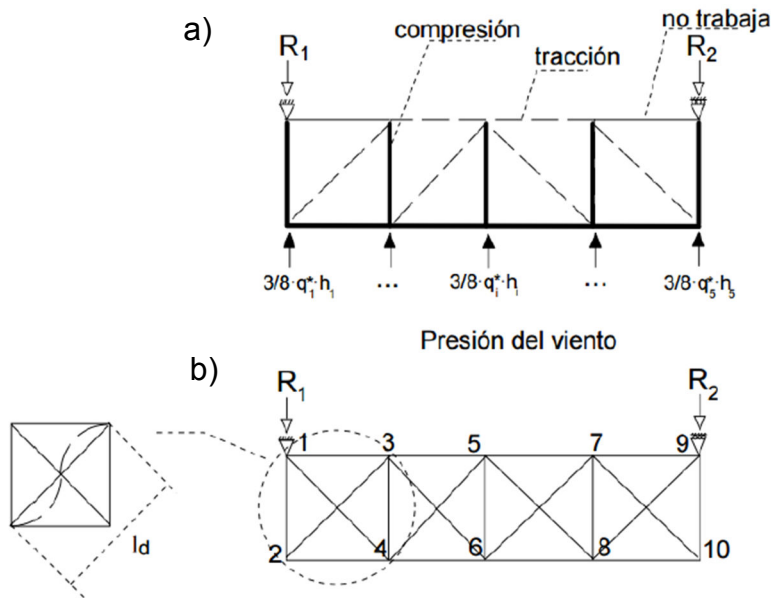 a)
compresión
no trabaja
R1
tracción
R2
3/8·q*1·h1 ... 3/8·q*i·hi ... 3/8·q*5·h5
Presión del viento
b)
R1
R2
1 3 5 7 9
ld
2 4 6 8 10